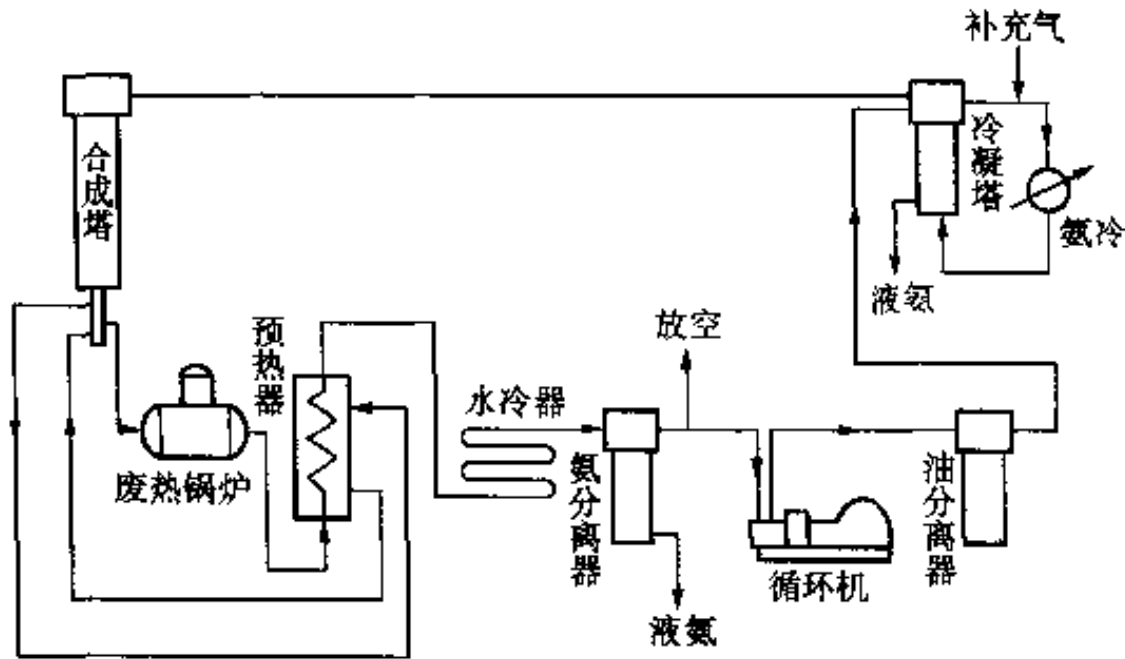 补充气
合成塔
冷凝塔
氨冷
液氨
放空
预热器
水冷器
废热锅炉
氨分离器
油分离器
循环机
液氨